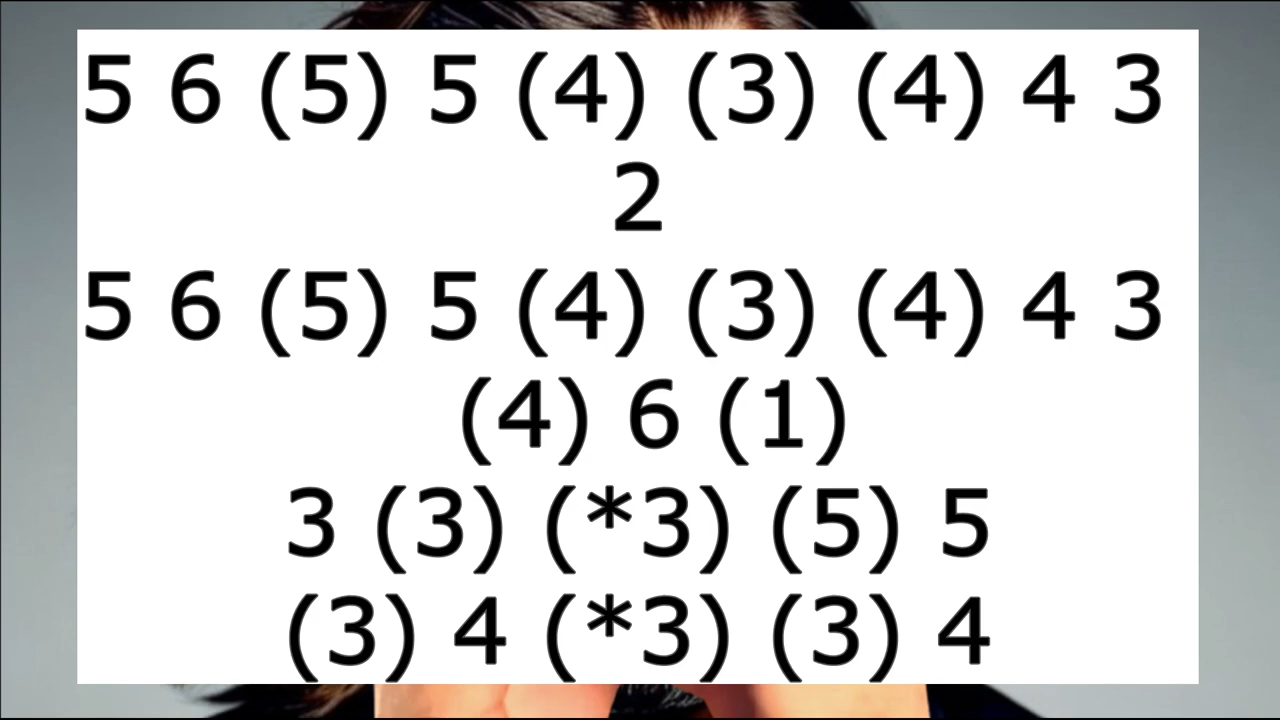 5 6 (5) 5 (4) (3) (4) 4 3
2
5 6 (5) 5 (4) (3) (4) 4 3
(4) 6 (1)
3 (3) (*3) (5) 5
(3) 4 (*3) (3) 4